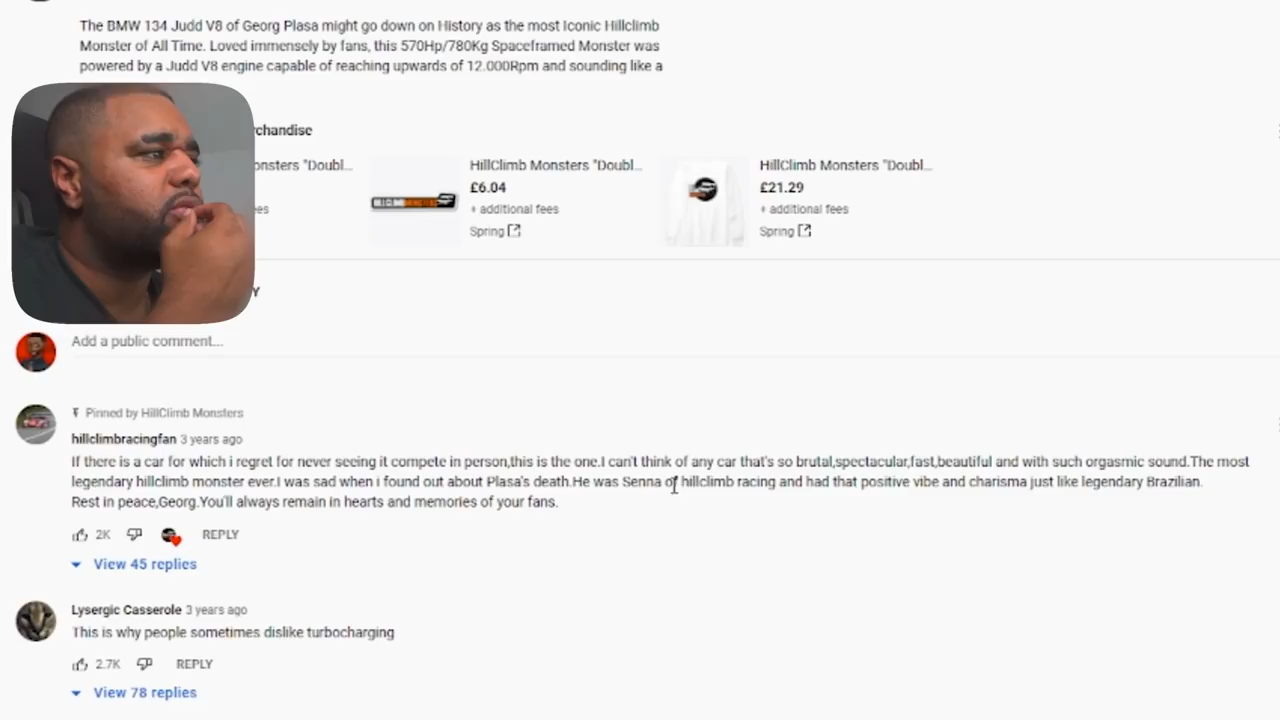 The BMW 134 Judd V8 of Georg Plasa might go down on History as the most Iconic Hillclimb
Monster of All Time. Loved immensely by fans, this 570Hp/780Kg Spaceframed Monster was
powered by a Judd V8 engine capable of reaching upwards of 12.000Rpm and sounding like a
rchandise
onsters "Doubl...
HillClimb Monsters "Doubl...
HillClimb Monsters "Doubl...
£6.04
£21.29
ees
+ additional fees
+ additional fees
Spring
Spring
HILLCLIMBMONSTERS
Y
Add a public comment...
Pinned by HillClimb Monsters
hillclimbracingfan 3 years ago
If there is a car for which i regret for never seeing it compete in person,this is the one.I can't think of any car that's so brutal,spectacular,fast,beautiful and with such orgasmic sound.The most
legendary hillclimb monster ever.I was sad when i found out about Plasa's death.He was Senna of hillclimb racing and had that positive vibe and charisma just like legendary Brazilian.
Rest in peace,Georg.You'll always remain in hearts and memories of your fans.
2K REPLY
View 45 replies
Lysergic Casserole 3 years ago
This is why people sometimes dislike turbocharging
2.7K REPLY
View 78 replies